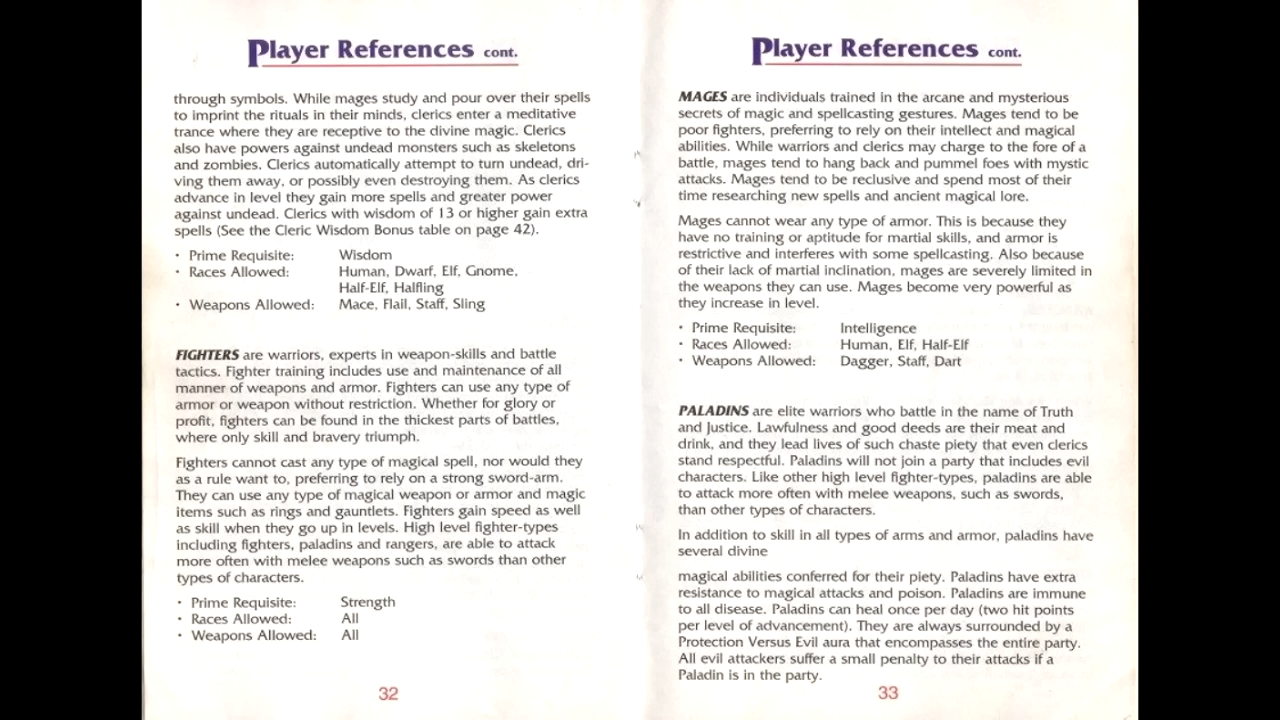 Player References cont.
through symbols. While mages study and pour over their spells
to imprint the rituals in their minds, clerics enter a meditative
trance where they are receptive to the divine magic. Clerics
also have powers against undead monsters such as skeletons
and zombies. Clerics automatically attempt to turn undead, dri-
ving them away, or possibly even destroying them. As clerics
advance in level they gain more spells and greater power
against undead. Clerics with wisdom of 13 or higher gain extra
spells (See the Cleric Wisdom Bonus table on page 42).
· Prime Requisite: Wisdom
· Races Allowed: Human, Dwarf, Elf, Gnome,
Half-Elf, Halfling
· Weapons Allowed: Mace, Flail, Staff, Sling
FIGHTERS are warriors, experts in weapon-skills and battle
tactics. Fighter training includes use and maintenance of all
manner of weapons and armor. Fighters can use any type of
armor or weapon without restriction. Whether for glory or
profit, fighters can be found in the thickest parts of battles,
where only skill and bravery triumph.
Fighters cannot cast any type of magical spell, nor would they
as a rule want to, preferring to rely on a strong sword-arm.
They can use any type of magical weapon or armor and magic
items such as rings and gauntlets. Fighters gain speed as well
as skill when they go up in levels. High level fighter-types
including fighters, paladins and rangers, are able to attack
more often with melee weapons such as swords than other
types of characters.
· Prime Requisite: Strength
· Races Allowed: All
· Weapons Allowed: All
32
Player References cont.
MAGES are individuals trained in the arcane and mysterious
secrets of magic and spellcasting gestures. Mages tend to be
poor fighters, preferring to rely on their intellect and magical
abilities. While warriors and clerics may charge to the fore of a
battle, mages tend to hang back and pummel foes with mystic
attacks. Mages tend to be reclusive and spend most of their
time researching new spells and ancient magical lore.
Mages cannot wear any type of armor. This is because they
have no training or aptitude for martial skills, and armor is
restrictive and interferes with some spellcasting. Also because
of their lack of martial inclination, mages are severely limited in
the weapons they can use. Mages become very powerful as
they increase in level.
· Prime Requisite: Intelligence
· Races Allowed: Human, Elf, Half-Elf
· Weapons Allowed: Dagger, Staff, Dart
PALADINS are elite warriors who battle in the name of Truth
and Justice. Lawfulness and good deeds are their meat and
drink, and they lead lives of such chaste piety that even clerics
stand respectful. Paladins will not join a party that includes evil
characters. Like other high level fighter-types, paladins are able
to attack more often with melee weapons, such as swords,
than other types of characters.
In addition to skill in all types of arms and armor, paladins have
several divine
magical abilities conferred for their piety. Paladins have extra
resistance to magical attacks and poison. Paladins are immune
to all disease. Paladins can heal once per day (two hit points
per level of advancement). They are always surrounded by a
Protection Versus Evil aura that encompasses the entire party.
All evil attackers suffer a small penalty to their attacks if a
Paladin is in the party.
33